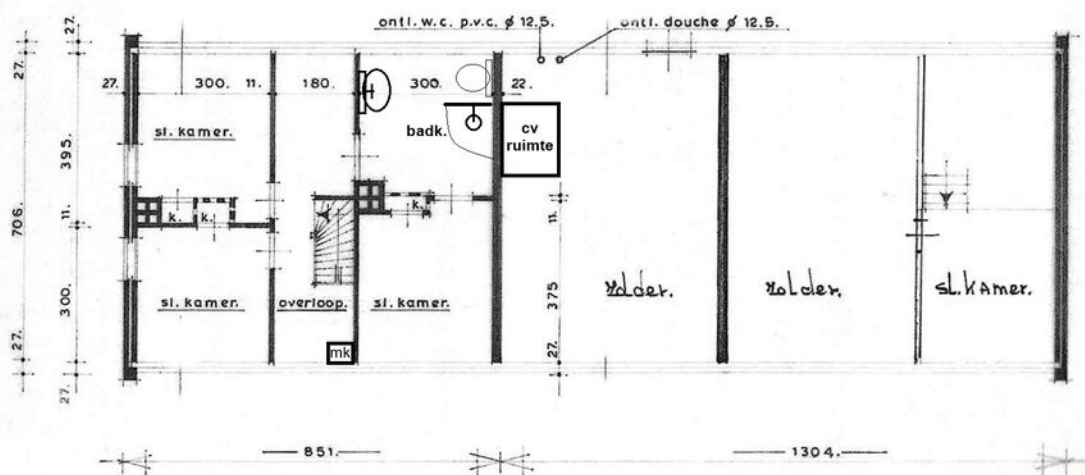 ontl. w.c. p.v.c. ø 12.5.
ontl. douche ø 12.5.
27.
27.
27.
300.
11.
180.
300.
22.
sl. kamer.
badk.
cv
ruimte
395.
706.
11.
11.
k.
k.
k.
300.
375
sl. kamer.
overloop.
sl. kamer.
zolder.
zolder.
sl. kamer.
mk
27.
27.
27.
851.
1304.